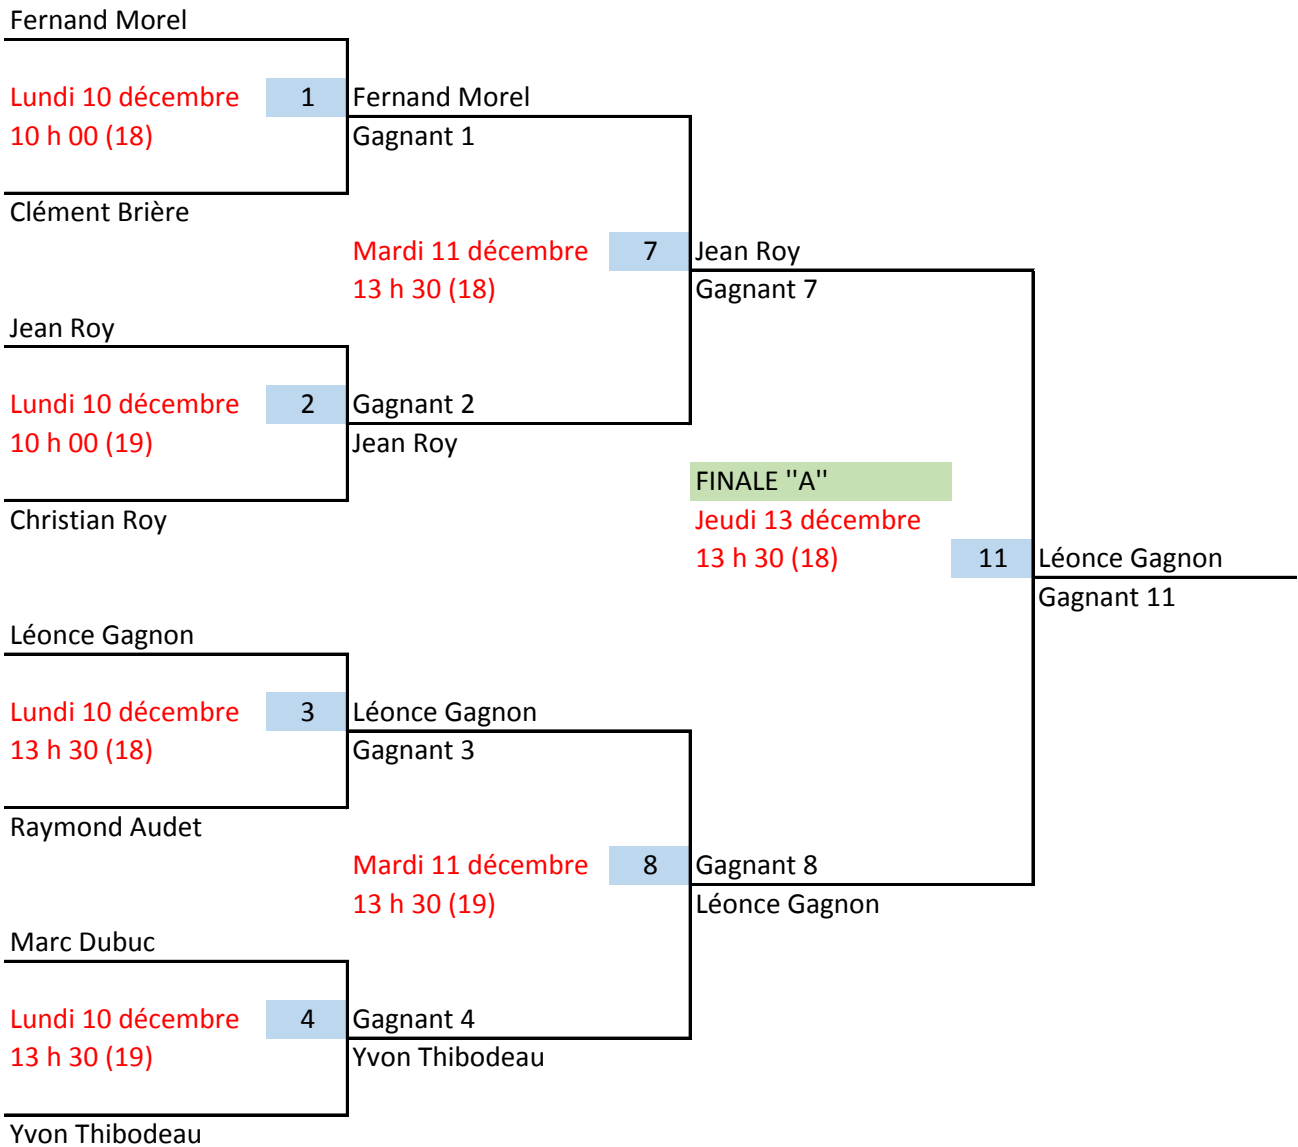 Fernand Morel
Lundi 10 décembre 1 Fernand Morel
10 h 00 (18) Gagnant 1
Clément Brière
Mardi 11 décembre 7 Jean Roy
13 h 30 (18) Gagnant 7
Jean Roy
Lundi 10 décembre 2 Gagnant 2
10 h 00 (19) Jean Roy
FINALE "A"
Christian Roy Jeudi 13 décembre
13 h 30 (18) 11 Léonce Gagnon
Gagnant 11
Léonce Gagnon
Lundi 10 décembre 3 Léonce Gagnon
13 h 30 (18) Gagnant 3
Raymond Audet
Mardi 11 décembre 8 Gagnant 8
13 h 30 (19) Léonce Gagnon
Marc Dubuc
Lundi 10 décembre 4 Gagnant 4
13 h 30 (19) Yvon Thibodeau
Yvon Thibodeau